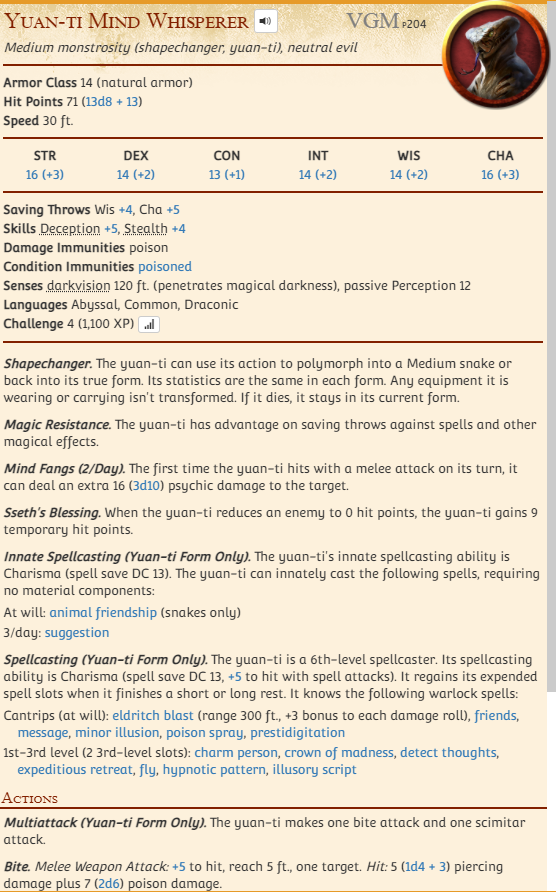 Yuan-ti Mind Whisperer VGM P204
Medium monstrosity (shapechanger, yuan-ti), neutral evil
Armor Class 14 (natural armor)
Hit Points 71 (13d8 + 13)
Speed 30 ft.
STR DEX CON INT WIS CHA
16 (+3) 14 (+2) 13 (+1) 14 (+2) 14 (+2) 16 (+3)
Saving Throws Wis +4, Cha +5
Skills Deception +5, Stealth +4
Damage Immunities poison
Condition Immunities poisoned
Senses darkvision 120 ft. (penetrates magical darkness), passive Perception 12
Languages Abyssal, Common, Draconic
Challenge 4 (1,100 XP)
Shapechanger. The yuan-ti can use its action to polymorph into a Medium snake or
back into its true form. Its statistics are the same in each form. Any equipment it is
wearing or carrying isn't transformed. If it dies, it stays in its current form.
Magic Resistance. The yuan-ti has advantage on saving throws against spells and other
magical effects.
Mind Fangs (2/Day). The first time the yuan-ti hits with a melee attack on its turn, it
can deal an extra 16 (3d10) psychic damage to the target.
Sseth's Blessing. When the yuan-ti reduces an enemy to 0 hit points, the yuan-ti gains 9
temporary hit points.
Innate Spellcasting (Yuan-ti Form Only). The yuan-ti's innate spellcasting ability is
Charisma (spell save DC 13). The yuan-ti can innately cast the following spells, requiring
no material components:
At will: animal friendship (snakes only)
3/day: suggestion
Spellcasting (Yuan-ti Form Only). The yuan-ti is a 6th-level spellcaster. Its spellcasting
ability is Charisma (spell save DC 13, +5 to hit with spell attacks). It regains its expended
spell slots when it finishes a short or long rest. It knows the following warlock spells:
Cantrips (at will): eldritch blast (range 300 ft., +3 bonus to each damage roll), friends,
message, minor illusion, poison spray, prestidigitation
1st–3rd level (2 3rd-level slots): charm person, crown of madness, detect thoughts,
expeditious retreat, fly, hypnotic pattern, illusory script
Actions
Multiattack (Yuan-ti Form Only). The yuan-ti makes one bite attack and one scimitar
attack.
Bite. Melee Weapon Attack: +5 to hit, reach 5 ft., one target. Hit: 5 (1d4 + 3) piercing
damage plus 7 (2d6) poison damage.